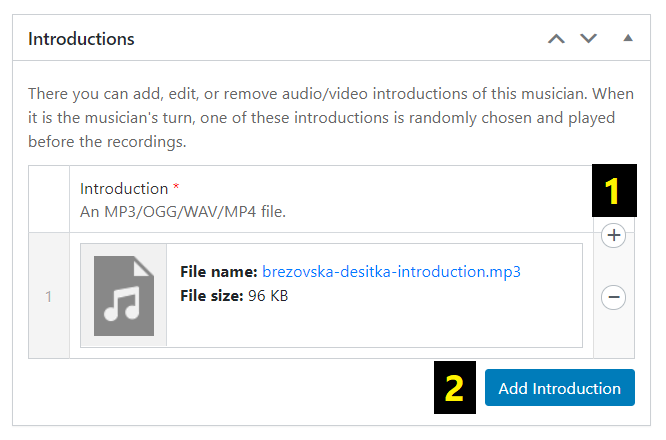 Introductions
There you can add, edit, or remove audio/video introductions of this musician. When
it is the musician's turn, one of these introductions is randomly chosen and played
before the recordings.
Introduction *
An MP3/OGG/WAV/MP4 file.
1
1
File name: brezovska-desitka-introduction.mp3
File size: 96 KB
2
Add Introduction